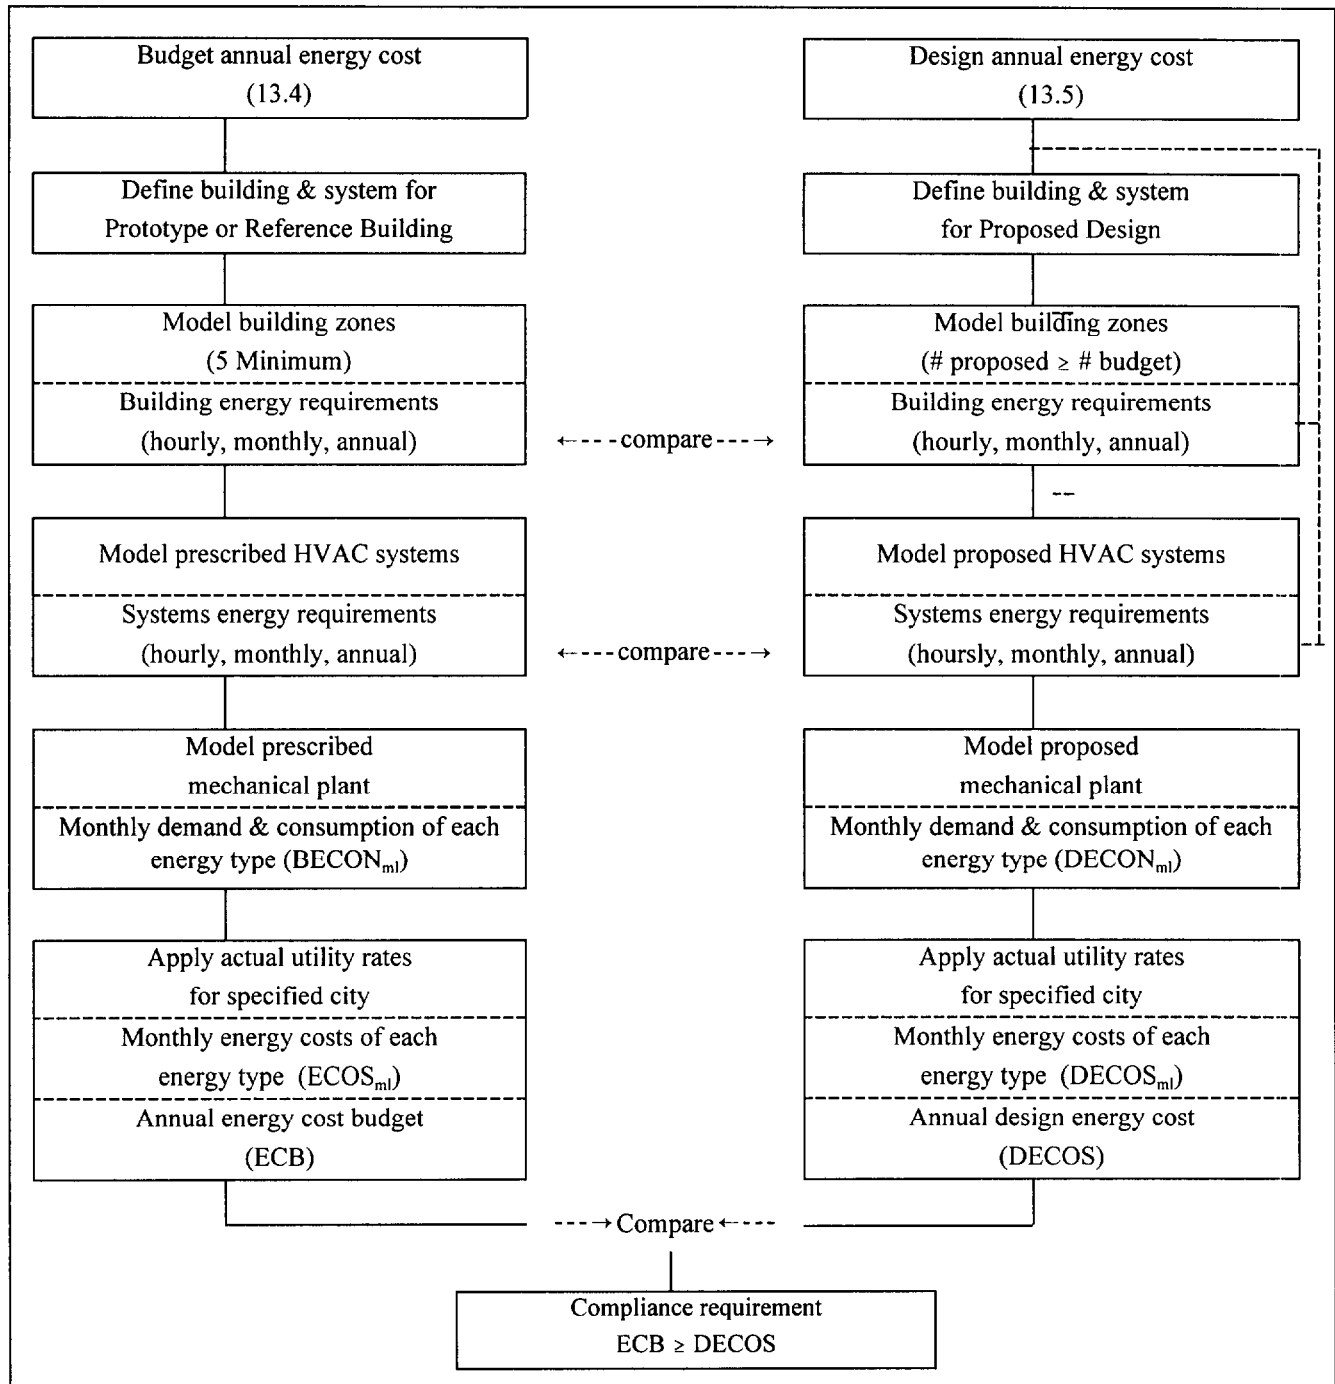 Budget annual energy cost
(13.4)
Design annual energy cost
(13.5)
Define building & system for
Prototype or Reference Building
Define building & system
for Proposed Design
Model building zones
(5 Minimum)
Building energy requirements
(hourly, monthly, annual)
Model building zones
(# proposed ≥ # budget)
Building energy requirements
(hourly, monthly, annual)
←----compare----→
Model prescribed HVAC systems
Systems energy requirements
(hourly, monthly, annual)
Model proposed HVAC systems
Systems energy requirements
(hoursly, monthly, annual)
←----compare----→
Model prescribed
mechanical plant
Monthly demand & consumption of each
energy type (BECONml)
Model proposed
mechanical plant
Monthly demand & consumption of each
energy type (DECONml)
Apply actual utility rates
for specified city
Monthly energy costs of each
energy type (ECOSml)
Annual energy cost budget
(ECB)
Apply actual utility rates
for specified city
Monthly energy costs of each
energy type (DECOSml)
Annual design energy cost
(DECOS)
----→Compare←----
Compliance requirement
ECB ≥ DECOS